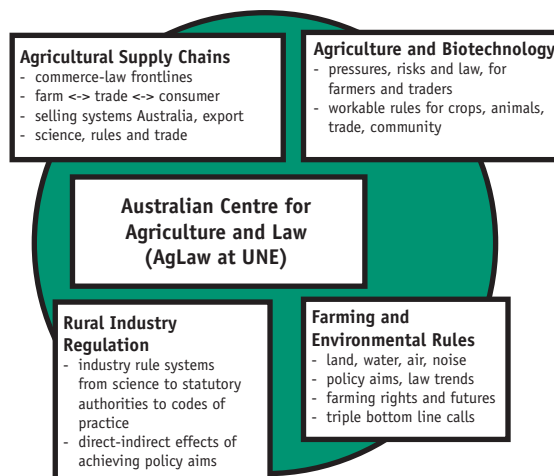 Agricultural Supply Chains
- commerce-law frontlines
- farm <-> trade <-> consumer
- selling systems Australia, export
- science, rules and trade
Agriculture and Biotechnology
- pressures, risks and law, for
farmers and traders
- workable rules for crops, animals,
trade, community
Australian Centre for
Agriculture and Law
(AgLaw at UNE)
Rural Industry
Regulation
- industry rule systems
from science to statutory
authorities to codes of
practice
- direct-indirect effects of
achieving policy aims
Farming and
Environmental Rules
- land, water, air, noise
- policy aims, law trends
- farming rights and futures
- triple bottom line calls